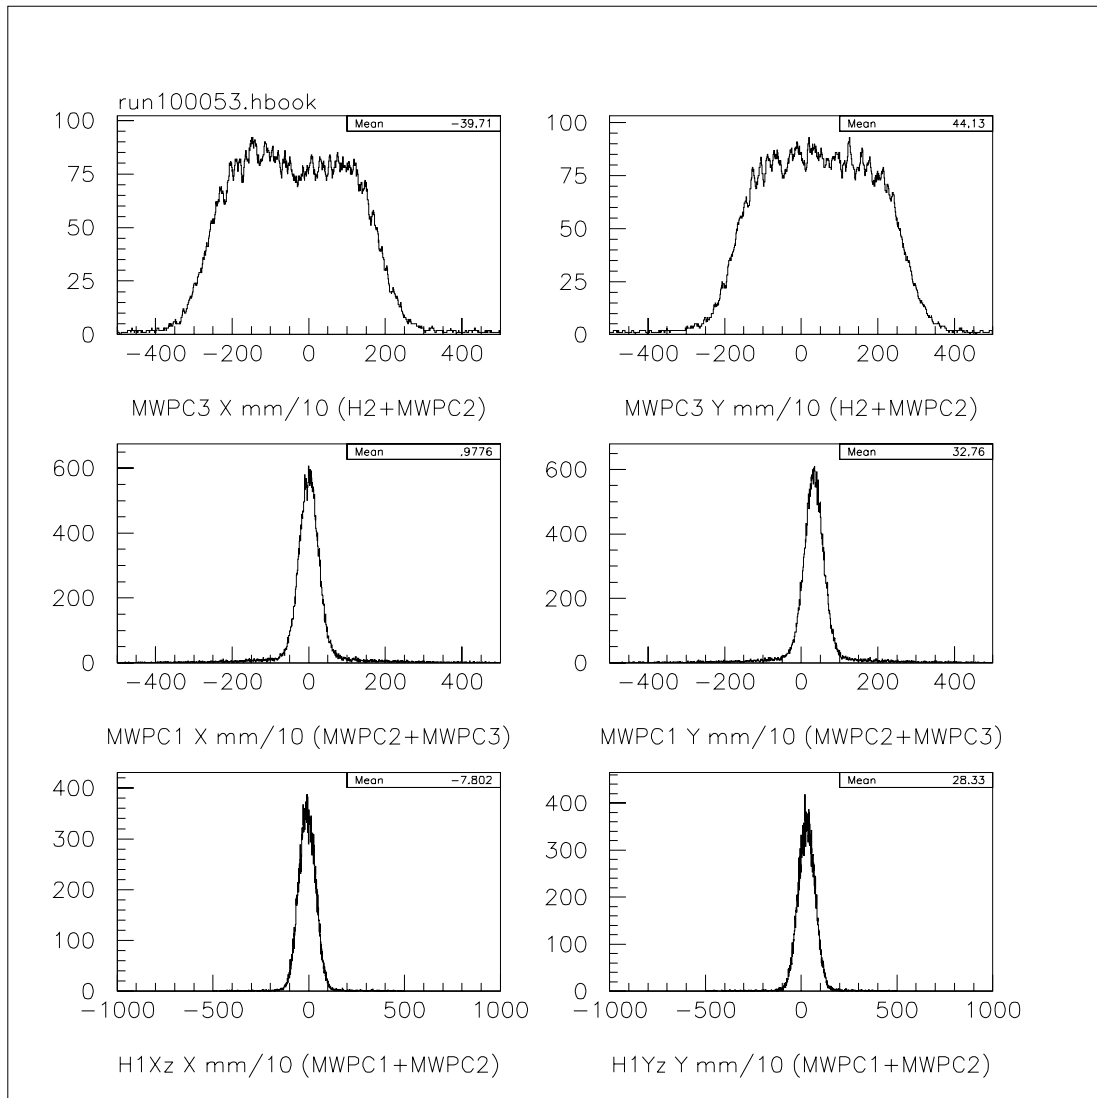 run100053.hbook
Mean -39.71
100
75
50
25
0
-400 -200 0 200 400
MWPC3 X mm/10 (H2+MWPC2)
Mean 44.13
100
75
50
25
0
-400 -200 0 200 400
MWPC3 Y mm/10 (H2+MWPC2)
Mean .9776
600
400
200
0
-400 -200 0 200 400
MWPC1 X mm/10 (MWPC2+MWPC3)
Mean 32.76
600
400
200
0
-400 -200 0 200 400
MWPC1 Y mm/10 (MWPC2+MWPC3)
Mean -7.802
400
300
200
100
0
-1000 -500 0 500 1000
H1Xz X mm/10 (MWPC1+MWPC2)
Mean 28.33
400
300
200
100
0
-1000 -500 0 500 1000
H1Yz Y mm/10 (MWPC1+MWPC2)